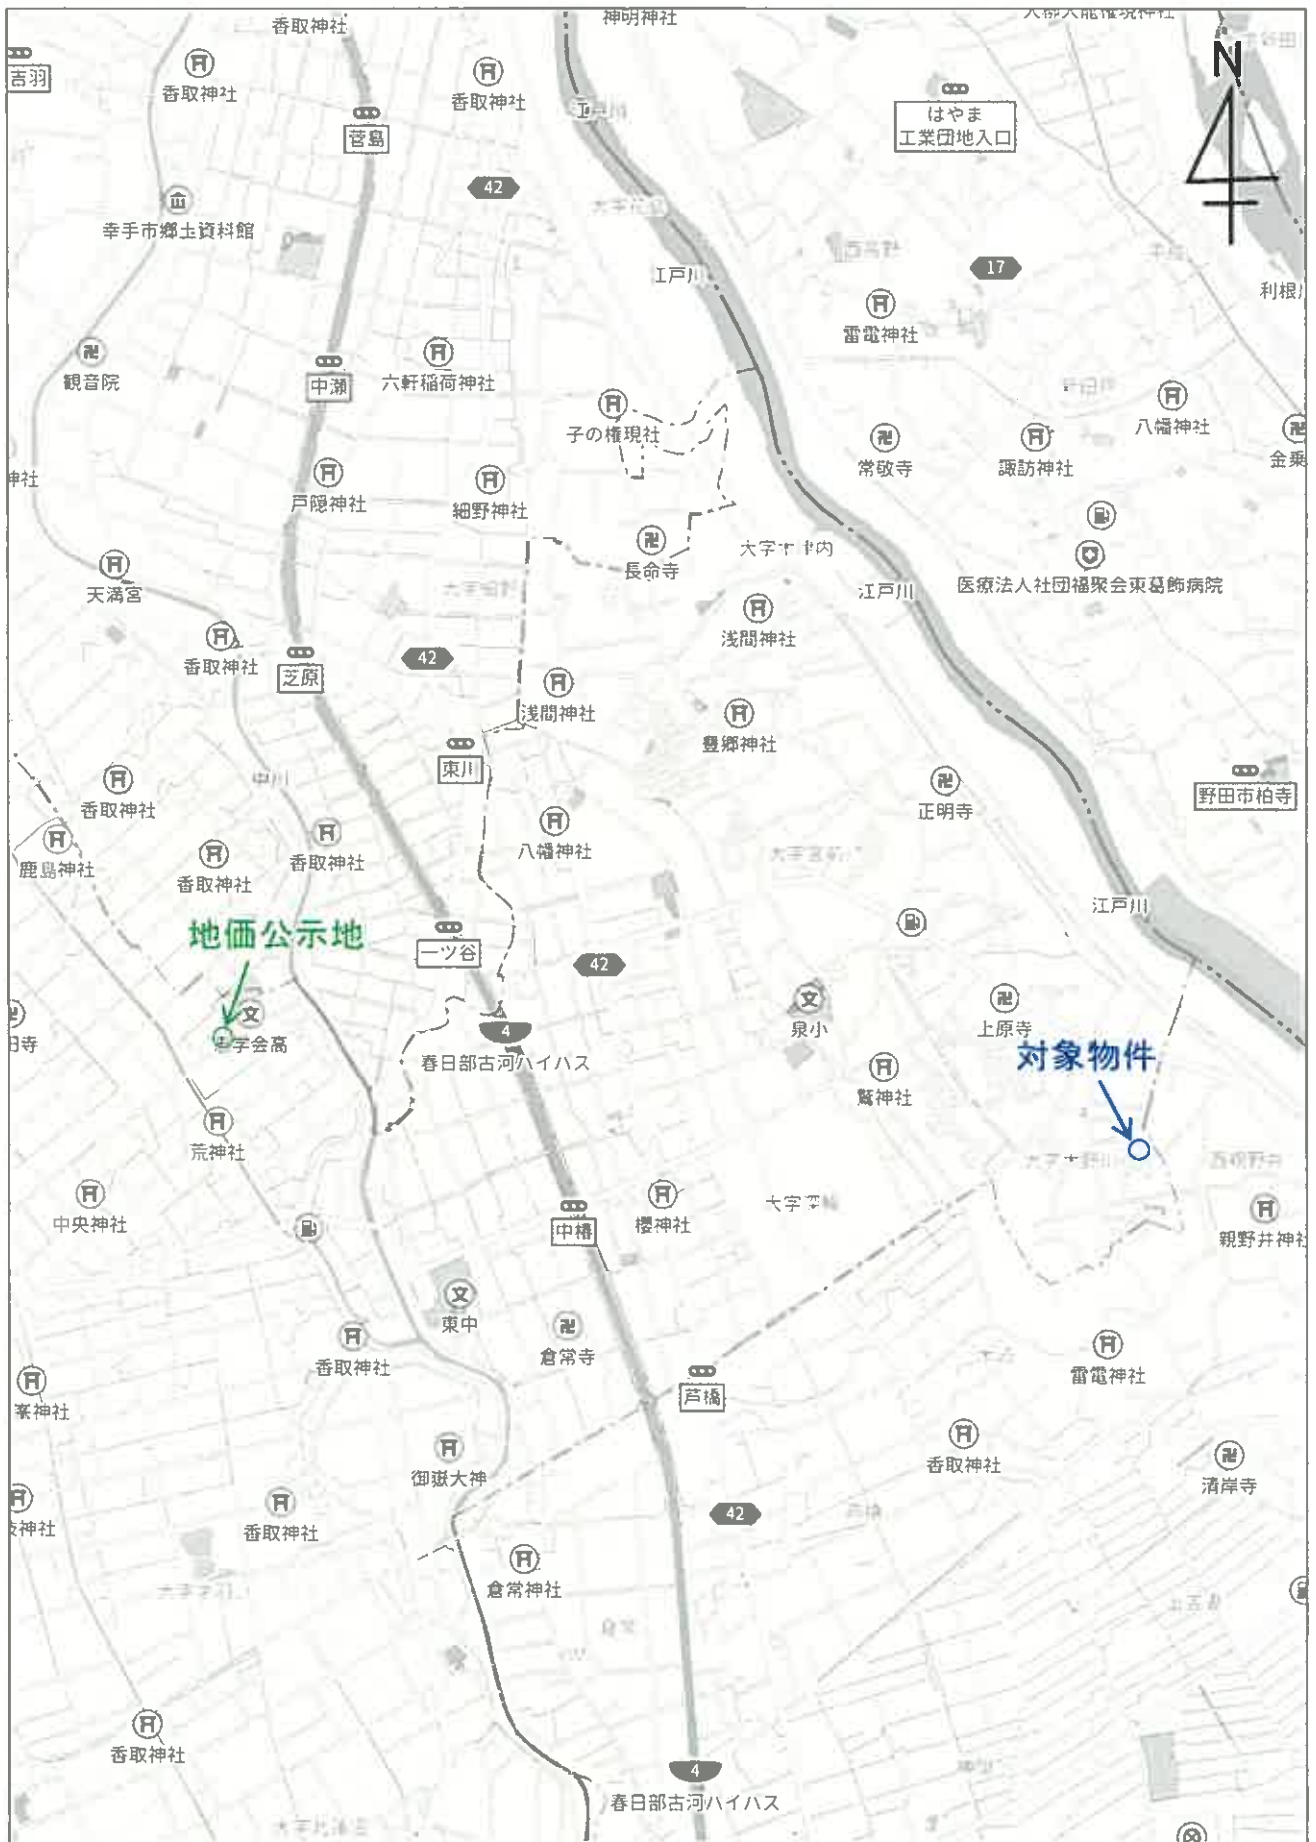 香取神社
神明神社
吉羽
香取神社
香取神社
はやま
工業団地入口
N
菅島
42
幸手市郷土資料館
江戸川
17
雷電神社
観音院
中瀬
六軒稲荷神社
子の権現社
八幡神社
常敬寺
諏訪神社
戸隠神社
細野神社
長命寺
天満宮
江戸川
医療法人社団福聚会東葛飾病院
浅間神社
香取神社
芝原
42
浅間神社
豊郷神社
東川
中川
香取神社
正明寺
野田市柏寺
鹿島神社
香取神社
香取神社
八幡神社
江戸川
地価公示地
一ツ谷
42
泉小
上原寺
4
春日部古河ハイハス
対象物件
鷲神社
荒神社
中央神社
中椿
櫻神社
親野井神社
東中
倉常寺
香取神社
芦橋
雷電神社
御嶽大神
香取神社
清岸寺
香取神社
42
倉常神社
香取神社
4
春日部古河ハイハス